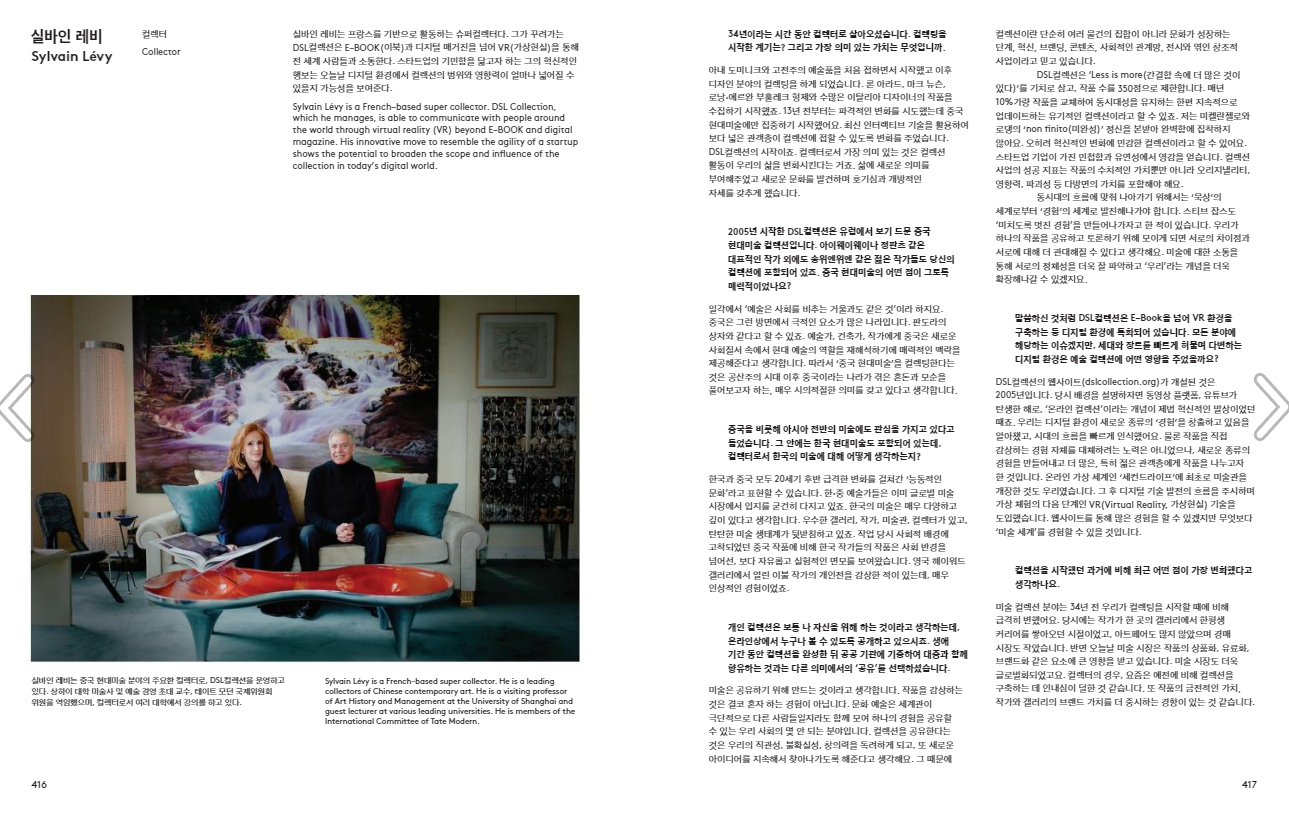 실바인 레비
Sylvain Lévy
컬렉터
Collector
실바인 레비는 프랑스를 기반으로 활동하는 슈퍼컬렉터다. 그가 꾸려가는
DSL컬렉션은 E-BOOK(이북)과 디지털 매거진을 넘어 VR(가상현실)을 통해
전 세계 사람들과 소통한다. 스타트업의 기민함을 닮고자 하는 그의 혁신적인
행보는 오늘날 디지털 환경에서 컬렉션의 범위와 영향력이 얼마나 넓어질 수
있을지 가능성을 보여준다.
Sylvain Lévy is a French-based super collector. DSL Collection,
which he manages, is able to communicate with people around
the world through virtual reality (VR) beyond E-BOOK and digital
magazine. His innovative move to resemble the agility of a startup
shows the potential to broaden the scope and influence of the
collection in today's digital world.
실바인 레비는 중국 현대미술 분야의 주요한 컬렉터로, DSL컬렉션을 운영하고
있다. 상하이 대학 미술사 및 예술 경영 초대 교수, 테이트 모던 국제위원회
위원을 역임했으며, 컬렉터로서 여러 대학에서 강의를 하고 있다.
Sylvain Lévy is a French-based super collector. He is a leading
collectors of Chinese contemporary art. He is a visiting professor
of Art History and Management at the University of Shanghai and
guest lecturer at various leading universities. He is members of the
International Committee of Tate Modern.
416
34년이라는 시간 동안 컬렉터로 살아오셨습니다. 컬렉팅을
시작한 계기는? 그리고 가장 의미 있는 가치는 무엇입니까.
아내 도미니크와 고전주의 예술품을 처음 접하면서 시작했고 이후
디자인 분야의 컬렉팅을 하게 되었습니다. 론 아라드, 마크 뉴슨,
로낭·에르완 부홀레크 형제와 수많은 이탈리아 디자이너의 작품을
수집하기 시작했죠. 13년 전부터는 파격적인 변화를 시도했는데 중국
현대미술에만 집중하기 시작했어요. 최신 인터랙티브 기술을 활용하여
보다 넓은 관객층이 컬렉션에 접할 수 있도록 변화를 주었습니다.
DSL컬렉션의 시작이죠. 컬렉터로서 가장 의미 있는 것은 컬렉션
활동이 우리의 삶을 변화시킨다는 거죠. 삶에 새로운 의미를
부여해주었고 새로운 문화를 발견하며 호기심과 개방적인
자세를 갖추게 했습니다.
2005년 시작한 DSL컬렉션은 유럽에서 보기 드문 중국
현대미술 컬렉션입니다. 아이웨이웨이나 정판츠 같은
대표적인 작가 외에도 송위앤위앤 같은 젊은 작가들도 당신의
컬렉션에 포함되어 있죠. 중국 현대미술의 어떤 점이 그토록
매력적이었나요?
일각에서 '예술은 사회를 비추는 거울과도 같은 것'이라 하지요.
중국은 그런 방면에서 극적인 요소가 많은 나라입니다. 판도라의
상자와 같다고 할 수 있죠. 예술가, 건축가, 작가에게 중국은 새로운
사회질서 속에서 현대 예술의 역할을 재해석하기에 매력적인 맥락을
제공해준다고 생각합니다. 따라서 '중국 현대미술'을 컬렉팅한다는
것은 공산주의 시대 이후 중국이라는 나라가 겪은 혼돈과 모순을
풀어보고자 하는, 매우 시의적절한 의미를 갖고 있다고 생각합니다.
중국을 비롯해 아시아 전반의 미술에도 관심을 가지고 있다고
들었습니다. 그 안에는 한국 현대미술도 포함되어 있는데,
컬렉터로서 한국의 미술에 대해 어떻게 생각하는지?
한국과 중국 모두 20세기 후반 급격한 변화를 걸쳐간 '능동적인
문화'라고 표현할 수 있습니다. 한·중 예술가들은 이미 글로벌 미술
시장에서 입지를 굳건히 다지고 있죠. 한국의 미술은 매우 다양하고
깊이 있다고 생각합니다. 우수한 갤러리, 작가, 미술관, 컬렉터가 있고,
탄탄한 미술 생태계가 뒷받침하고 있죠. 작업 당시 사회적 배경에
고착되었던 중국 작품에 비해 한국 작가들의 작품은 사회 반경을
넘어선, 보다 자유롭고 실험적인 면모를 보여왔습니다. 영국 헤이워드
갤러리에서 열린 이불 작가의 개인전을 감상한 적이 있는데, 매우
인상적인 경험이었죠.
개인 컬렉션은 보통 나 자신을 위해 하는 것이라고 생각하는데,
온라인상에서 누구나 볼 수 있도록 공개하고 있으시죠. 생애
기간 동안 컬렉션을 완성한 뒤 공공 기관에 기증하여 대중과 함께
향유하는 것과는 다른 의미에서의 '공유'를 선택하셨습니다.
미술은 공유하기 위해 만드는 것이라고 생각합니다. 작품을 감상하는
것은 결코 혼자 하는 경험이 아닙니다. 문화 예술은 세계관이
극단적으로 다른 사람들일지라도 함께 모여 하나의 경험을 공유할
수 있는 우리 사회의 몇 안 되는 분야입니다. 컬렉션을 공유한다는
것은 우리의 직관성, 불확실성, 창의력을 독려하게 되고, 또 새로운
아이디어를 지속해서 찾아나가도록 해준다고 생각해요. 그 때문에
컬렉션이란 단순히 여러 물건의 집합이 아니라 문화가 성장하는
단계, 혁신, 브랜딩, 콘텐츠, 사회적인 관계망, 전시와 엮인 창조적
사업이라고 믿고 있습니다.
DSL컬렉션은 'Less is more(간결함 속에 더 많은 것이
있다)'를 기치로 삼고, 작품 수를 350점으로 제한합니다. 매년
10%가량 작품을 교체하여 동시대성을 유지하는 한편 지속적으로
업데이트하는 유기적인 컬렉션이라고 할 수 있죠. 저는 미켈란젤로와
로댕의 'non finito(미완성)' 정신을 본받아 완벽함에 집착하지
않아요. 오히려 혁신적인 변화에 민감한 컬렉션이라고 할 수 있어요.
스타트업 기업이 가진 민첩함과 유연성에서 영감을 얻습니다. 컬렉션
사업의 성공 지표는 작품의 수치적인 가치뿐만 아니라 오리지널리티,
영향력, 파괴성 등 다방면의 가치를 포함해야 해요.
동시대의 흐름에 맞춰 나아가기 위해서는 '묵상'의
세계로부터 '경험'의 세계로 발진해나가야 합니다. 스티브 잡스도
'미치도록 멋진 경험'을 만들어나가자고 한 적이 있습니다. 우리가
하나의 작품을 공유하고 토론하기 위해 모이게 되면 서로의 차이점과
서로에 대해 더 관대해질 수 있다고 생각해요. 미술에 대한 소통을
통해 서로의 정체성을 더욱 잘 파악하고 '우리'라는 개념을 더욱
확장해나갈 수 있겠지요.
말씀하신 것처럼 DSL컬렉션은 E-Book을 넘어 VR 환경을
구축하는 등 디지털 환경에 특화되어 있습니다. 모든 분야에
해당하는 이슈겠지만, 세대와 장르를 빠르게 허물며 다변하는
디지털 환경은 예술 컬렉션에 어떤 영향을 주었을까요?
DSL컬렉션의 웹사이트(dslcollection.org)가 개설된 것은
2005년입니다. 당시 배경을 설명하자면 동영상 플랫폼, 유튜브가
탄생한 해로, '온라인 컬렉션'이라는 개념이 제법 혁신적인 발상이었던
때죠. 우리는 디지털 환경이 새로운 종류의 '경험'을 창출하고 있음을
알아챘고, 시대의 흐름을 빠르게 인식했어요. 물론 작품을 직접
감상하는 경험 자체를 대체하려는 노력은 아니었으나, 새로운 종류의
경험을 만들어내고 더 많은, 특히 젊은 관객층에게 작품을 나누고자
한 것입니다. 온라인 가상 세계인 '세컨드라이프'에 최초로 미술관을
개장한 것도 우리였습니다. 그 후 디지털 기술 발전의 흐름을 주시하며
가상 체험의 다음 단계인 VR(Virtual Reality, 가상현실) 기술을
도입했습니다. 웹사이트를 통해 많은 경험을 할 수 있겠지만 무엇보다
'미술 세계'를 경험할 수 있을 것입니다.
컬렉션을 시작했던 과거에 비해 최근 어떤 점이 가장 변화했다고
생각하나요.
미술 컬렉션 분야는 34년 전 우리가 컬렉팅을 시작할 때에 비해
급격히 변했어요. 당시에는 작가가 한 곳의 갤러리에서 한평생
커리어를 쌓아오던 시절이었고, 아트페어도 많지 않았으며 경매
시장도 작았습니다. 반면 오늘날 미술 시장은 작품의 상품화, 유료화,
브랜드화 같은 요소에 큰 영향을 받고 있습니다. 미술 시장도 더욱
글로벌화되었고요. 컬렉터의 경우, 요즘은 예전에 비해 컬렉션을
구축하는 데 인내심이 덜한 것 같습니다. 또 작품의 금전적인 가치,
작가와 갤러리의 브랜드 가치를 더 중시하는 경향이 있는 것 같습니다.
417